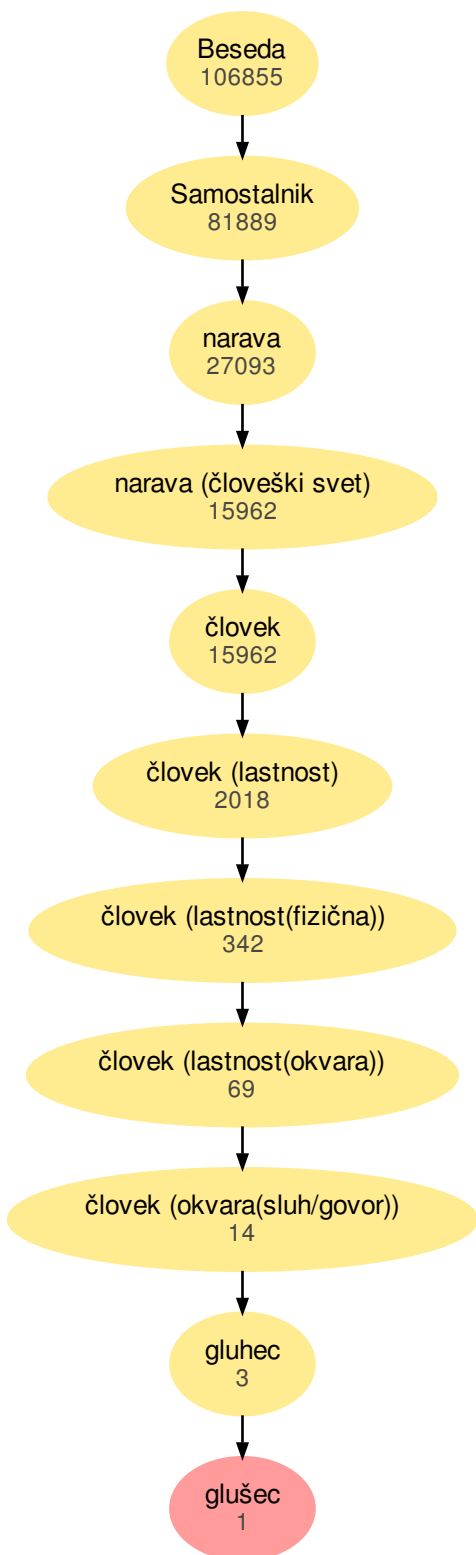 Beseda
106855
Samostalnik
81889
narava
27093
narava (človeški svet)
15962
človek
15962
človek (lastnost)
2018
človek (lastnost(fizična))
342
človek (lastnost(okvara))
69
človek (okvara(sluh/govor))
14
gluhec
3
glušec
1